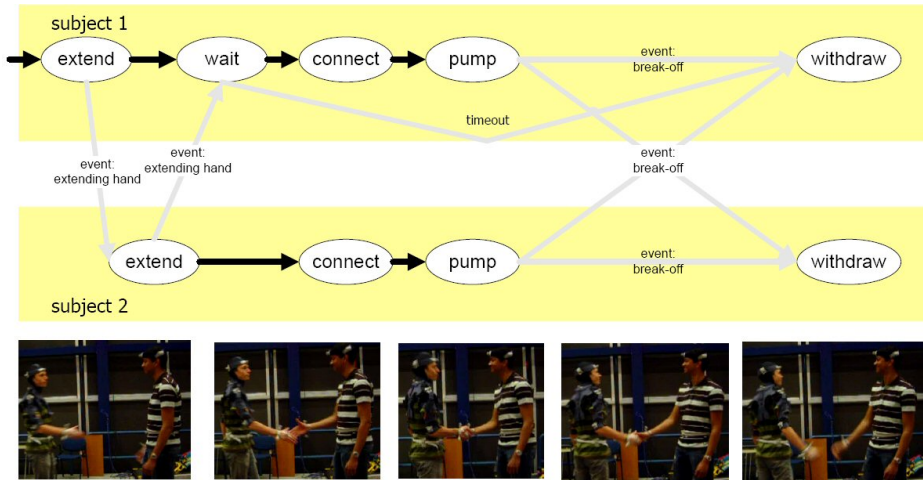 subject 1
extend
wait
connect
pump
event:
break-off
withdraw
timeout
event:
extending hand
event:
extending hand
event:
break-off
extend
connect
pump
event:
break-off
withdraw
subject 2